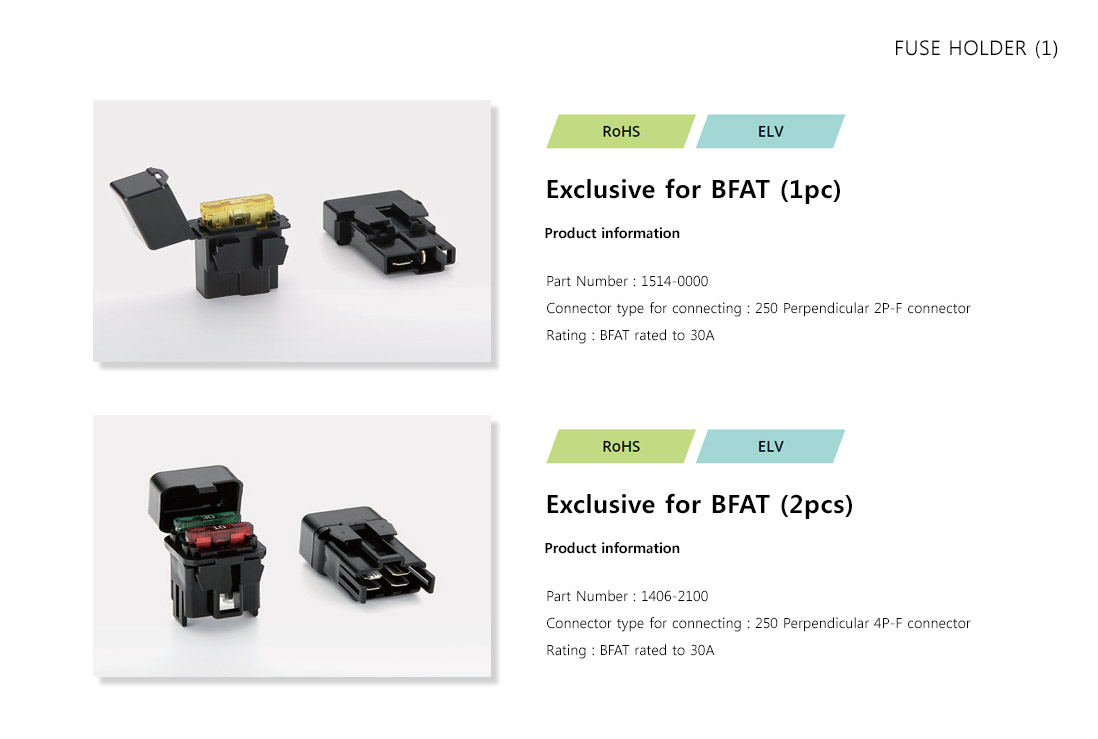 FUSE HOLDER (1)
RoHS
ELV
Exclusive for BFAT (1pc)
Product information
Part Number : 1514-0000
Connector type for connecting : 250 Perpendicular 2P-F connector
Rating : BFAT rated to 30A
30
10
RoHS
ELV
Exclusive for BFAT (2pcs)
Product information
Part Number : 1406-2100
Connector type for connecting : 250 Perpendicular 4P-F connector
Rating : BFAT rated to 30A